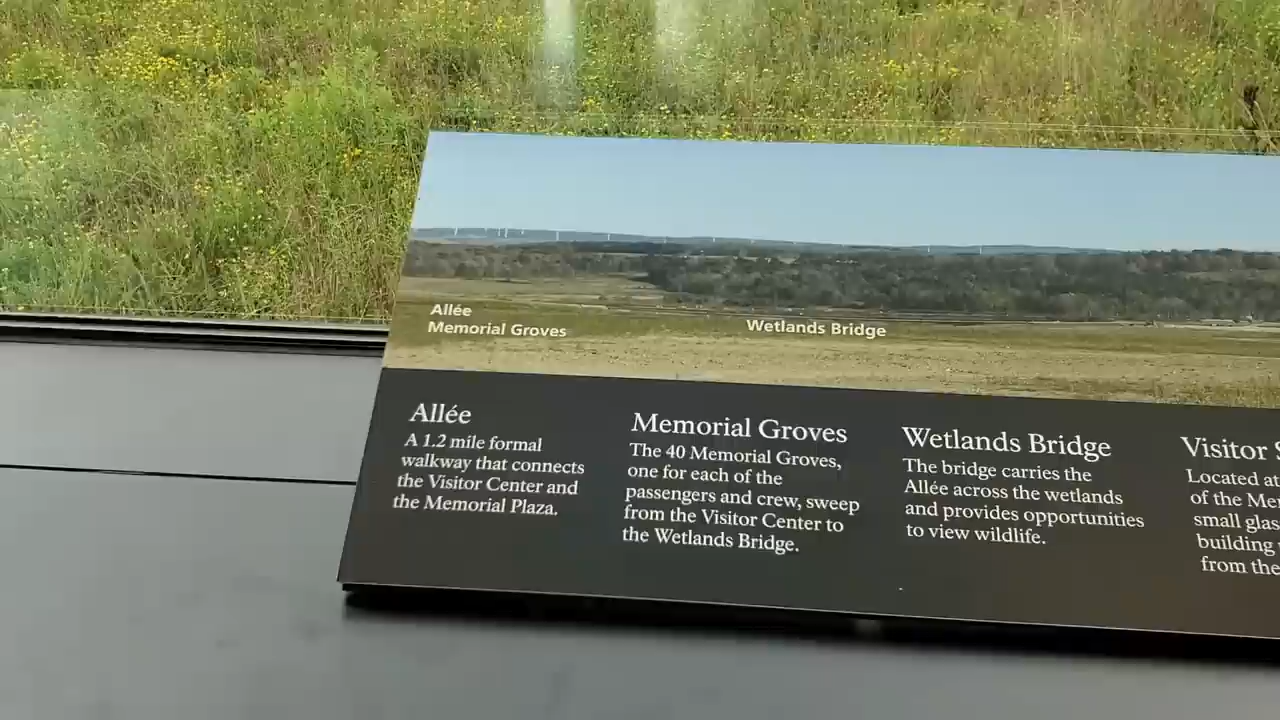 Allée
Memorial Groves
Wetlands Bridge
Allée
A 1.2 mile formal
walkway that connects
the Visitor Center and
the Memorial Plaza.
Memorial Groves
The 40 Memorial Groves,
one for each of the
passengers and crew, sweep
from the Visitor Center to
the Wetlands Bridge.
Wetlands Bridge
The bridge carries the
Allée across the wetlands
and provides opportunities
to view wildlife.
Visitor
Located at
of the
small
building
from the